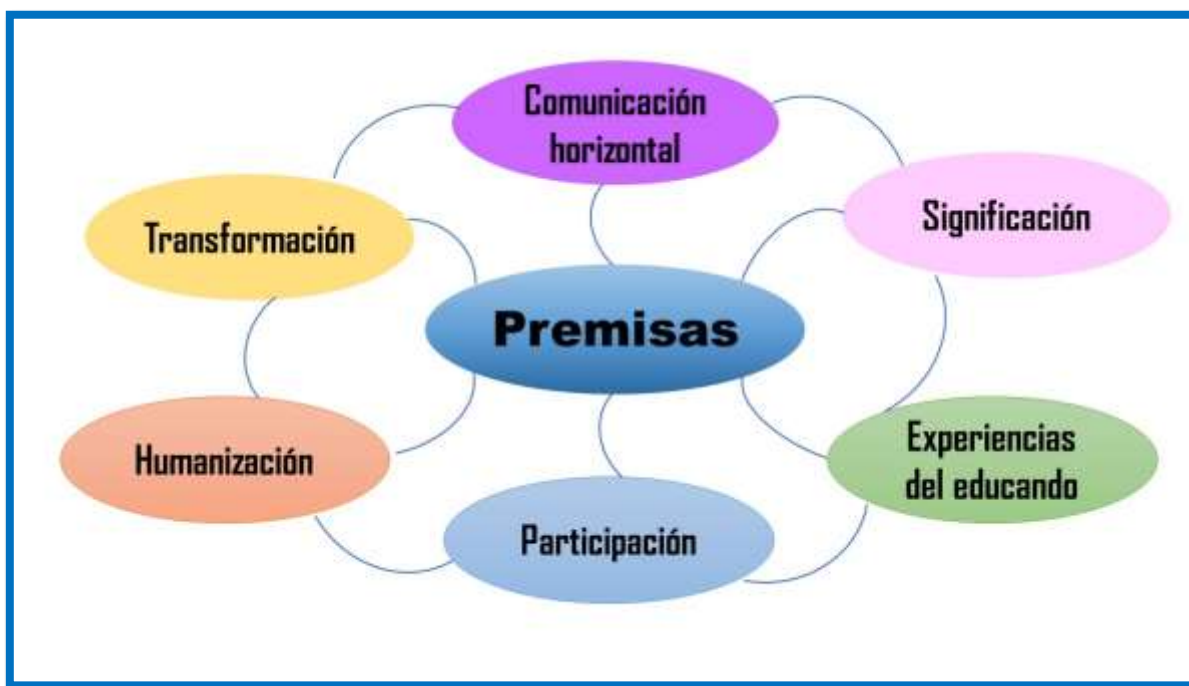 Comunicación
horizontal
Transformación
Significación
Premisas
Humanización
Experiencias
del educando
Participación